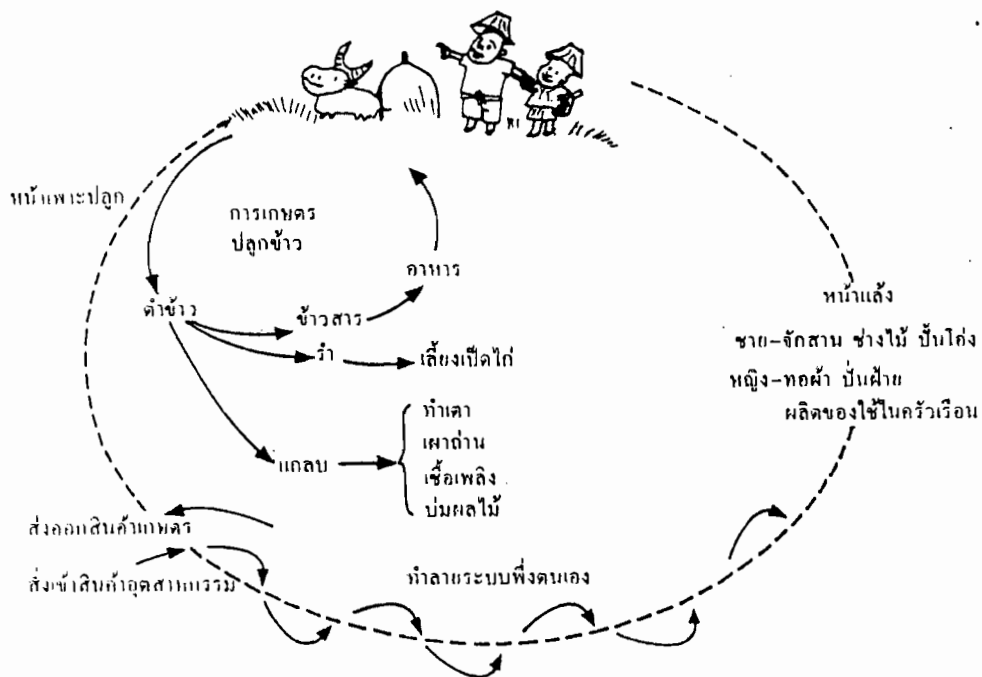 หน้าเพาะปลูก
การเกษตร
ปลูกข้าว
อาหาร
ตำข้าว
ข้าวสาร
รำ
เลี้ยงเป็ดไก่
แกลบ
ทำเตา
เผาถ่าน
เชื้อเพลิง
บ่มผลไม้
หน้าแล้ง
ชาย-จักสาน ช่างไม้ ปั้นโอ่ง
หญิง-ทอผ้า ปั่นฝ้าย
ผลิตของใช้ในครัวเรือน
ส่งออกสินค้าเกษตร
สั่งเข้าสินค้าอุตสาหกรรม
ทำลายระบบพึ่งตนเอง